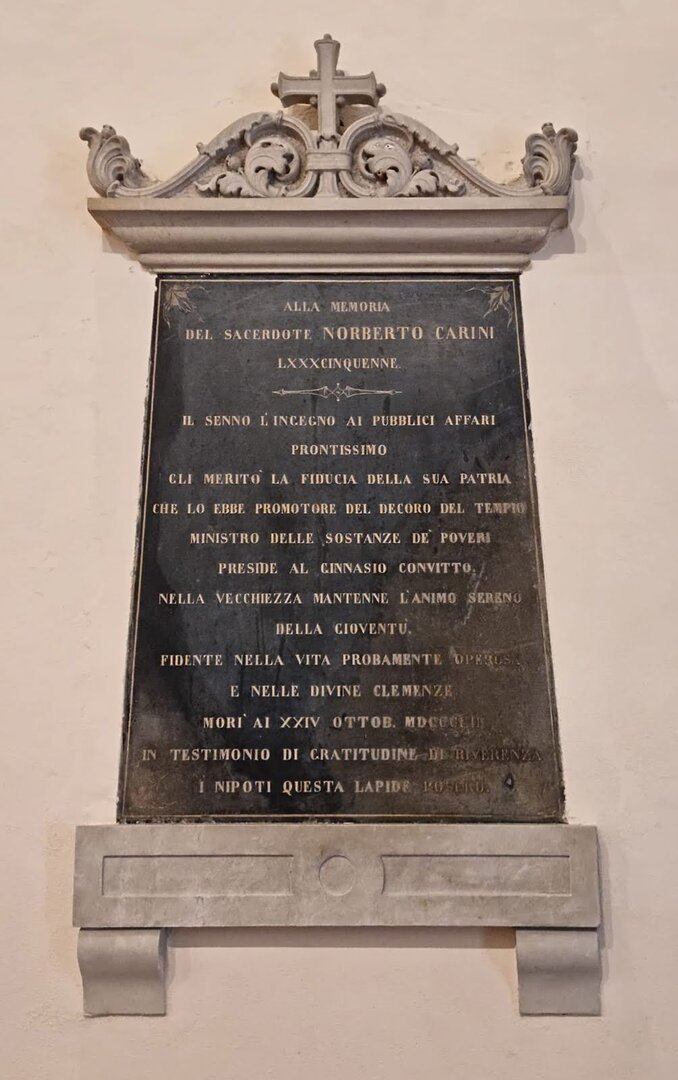 ALLA MEMORIA
DEL SACERDOTE NORBERTO CARINI
LXXXCINQUENNE.
IL SENNO L'INGEGNO AI PUBBLICI AFFARI
PRONTISSIMO
GLI MERITO' LA FIDUCIA DELLA SUA PATRIA
CHE LO EBBE PROMOTORE DEL DECORO DEL TEMPIO
MINISTRO DELLE SOSTANZE DE' POVERI
PRESIDE AL GINNASIO CONVITTO.
NELLA VECCHIEZZA MANTENNE L'ANIMO SERENO
DELLA GIOVENTU.
FIDENTE NELLA VITA PROBAMENTE OPEROSA
E NELLE DIVINE CLEMENZE
MORI' AI XXIV OTTOB.
IN TESTIMONIO DI GRATITUDINE DI RIVERENZA
I NIPOTI QUESTA LAPIDE POSERO.